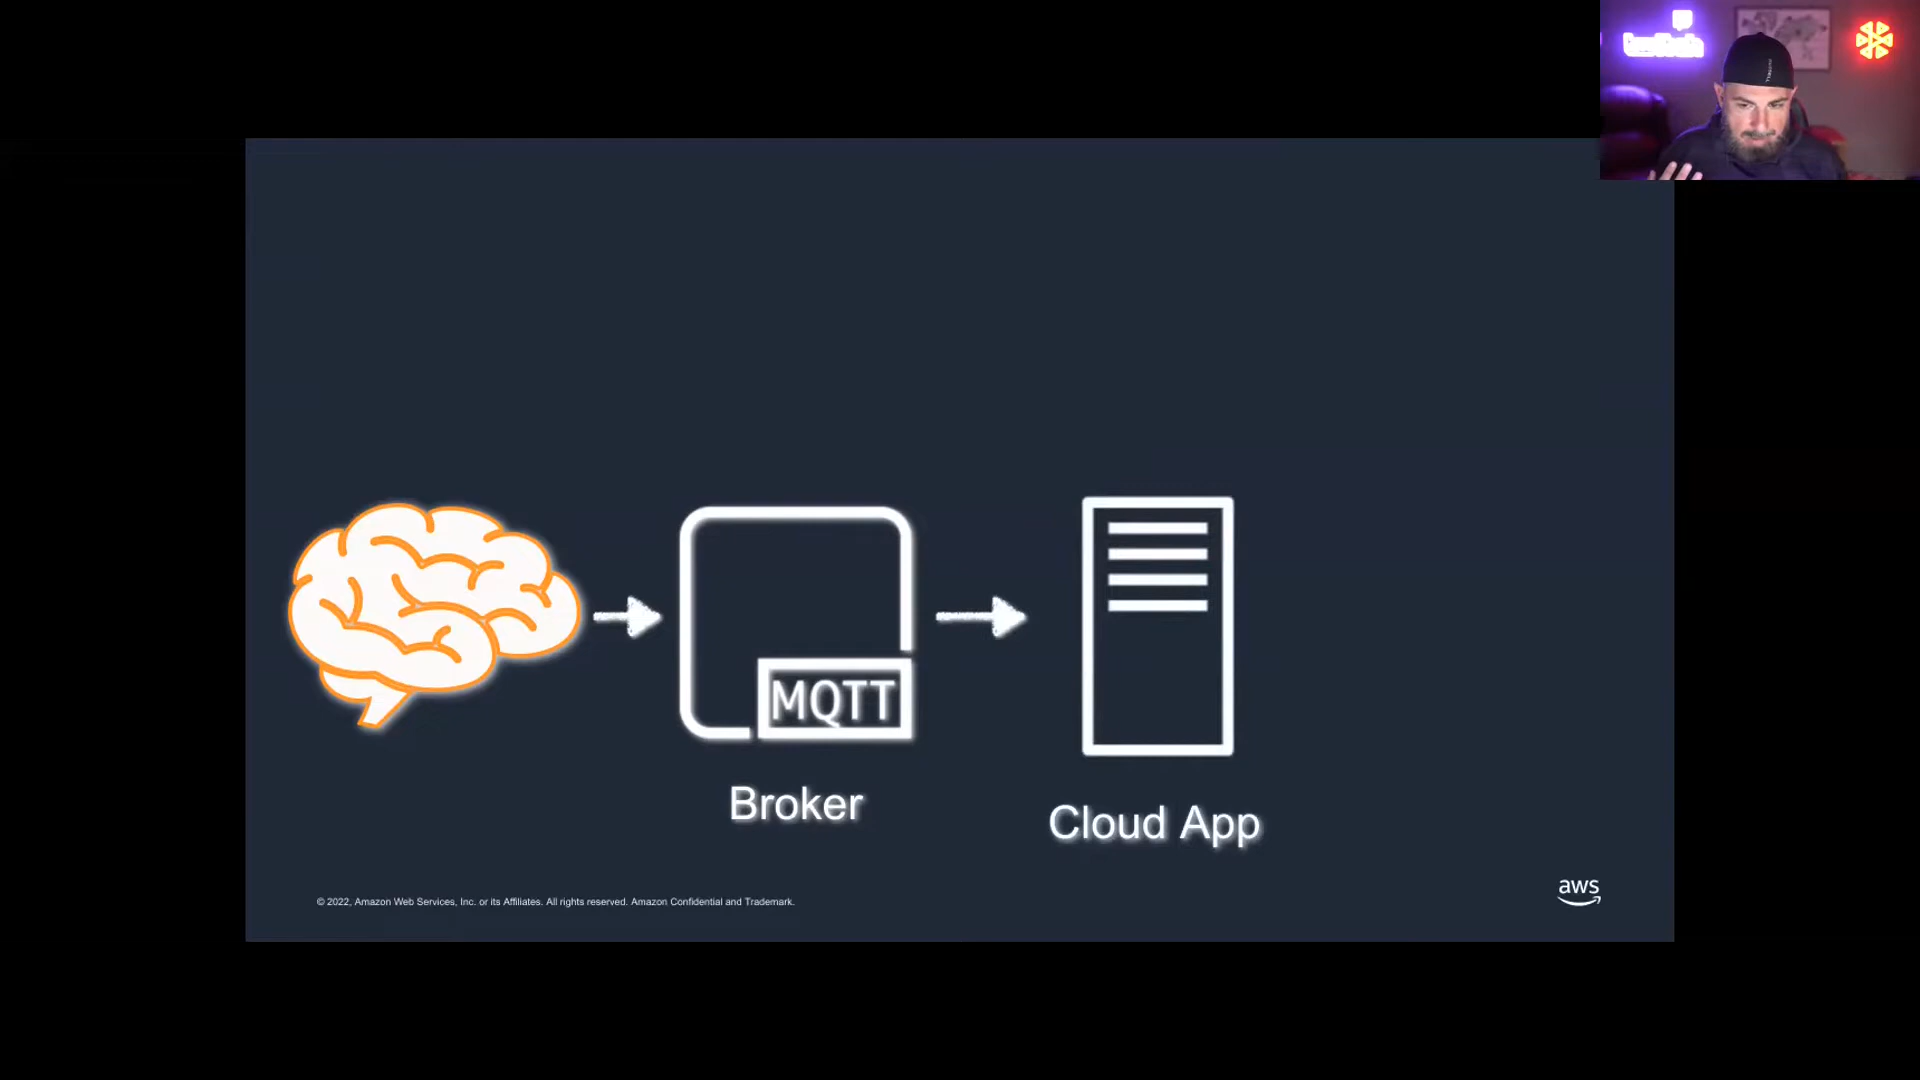 MQTT
Broker
Cloud App
© 2022, Amazon Web Services, Inc. or its Affiliates. All rights reserved. Amazon Confidential and Trademark.
aws